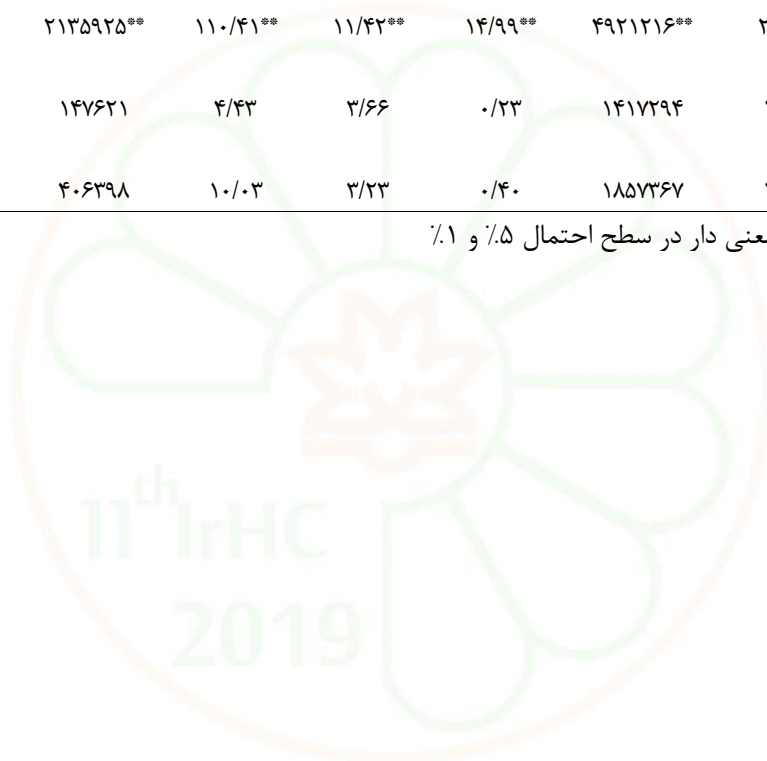 ۲۱۳۵۹۲۵** ۱۱۰/۴۱** ۱۱/۴۲** ۱۴/۹۹** ۴۹۲۱۲۱۶**
۱۴۷۶۲۱ ۴/۴۳ ۳/۶۶ ۰/۲۳ ۱۴۱۷۲۹۴
۴۰۶۳۹۸ ۱۰/۰۳ ۳/۲۳ ۰/۴۰ ۱۸۵۷۳۶۷
دار در سطح احتمال ۵٪ و ۱٪
11th IrHC
2019